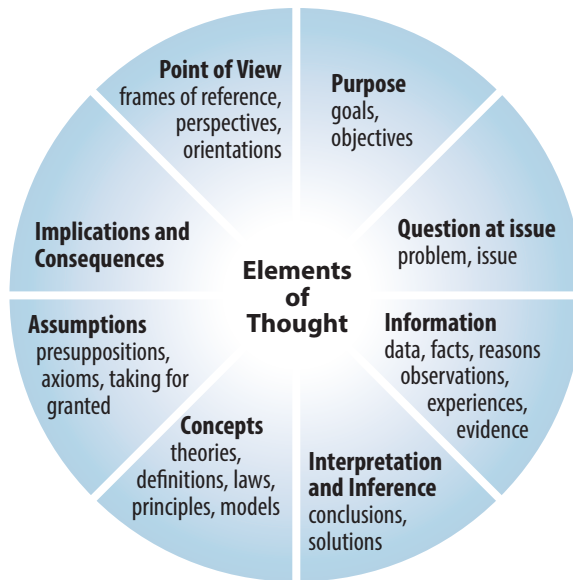 Point of View
frames of reference,
perspectives,
orientations
Purpose
goals,
objectives
Question at issue
problem, issue
Information
data, facts, reasons
observations,
experiences,
evidence
Interpretation
and Inference
conclusions,
solutions
Concepts
theories,
definitions, laws,
principles, models
Assumptions
presuppositions,
axioms, taking for
granted
Implications and
Consequences
Elements
of
Thought